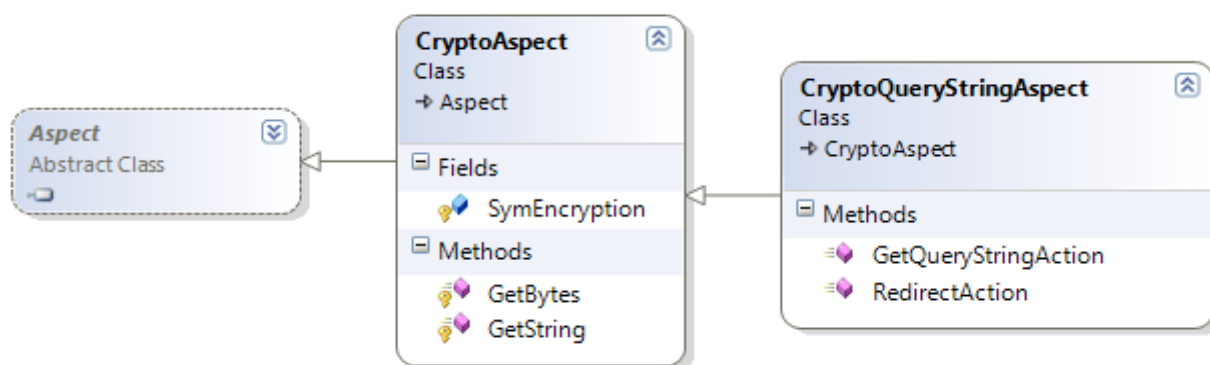 Aspect
Abstract Class
CryptoAspect
Class
Aspect
Fields
SymEncryption
Methods
GetBytes
GetString
CryptoQueryStringAspect
Class
CryptoAspect
Methods
GetQueryStringAction
RedirectAction